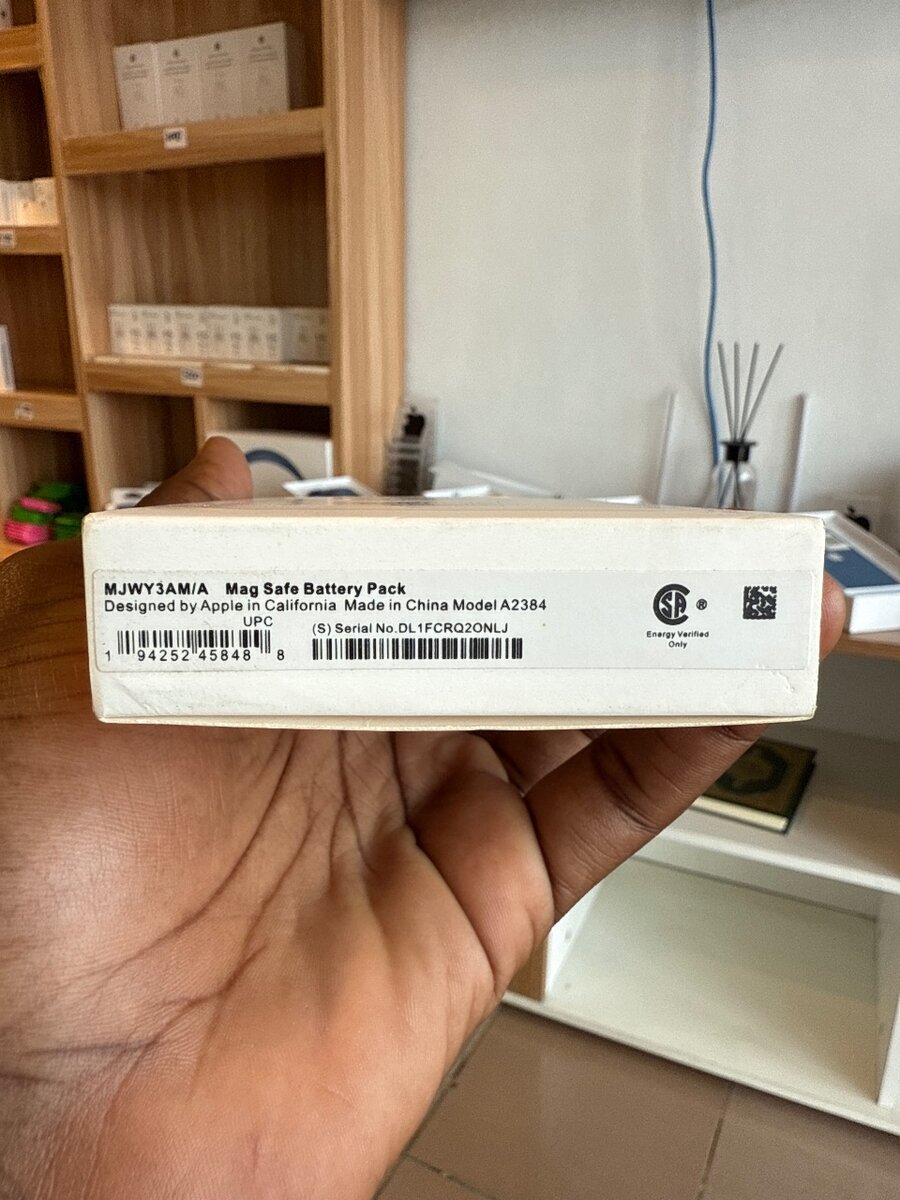 MJWY3AM/A Mag Safe Battery Pack
Designed by Apple in California Made in China Model A2384
UPC
(S) Serial No.DL1FCRQ2ONLJ
1 94252 45848 8
SA ®
Energy Verified
Only